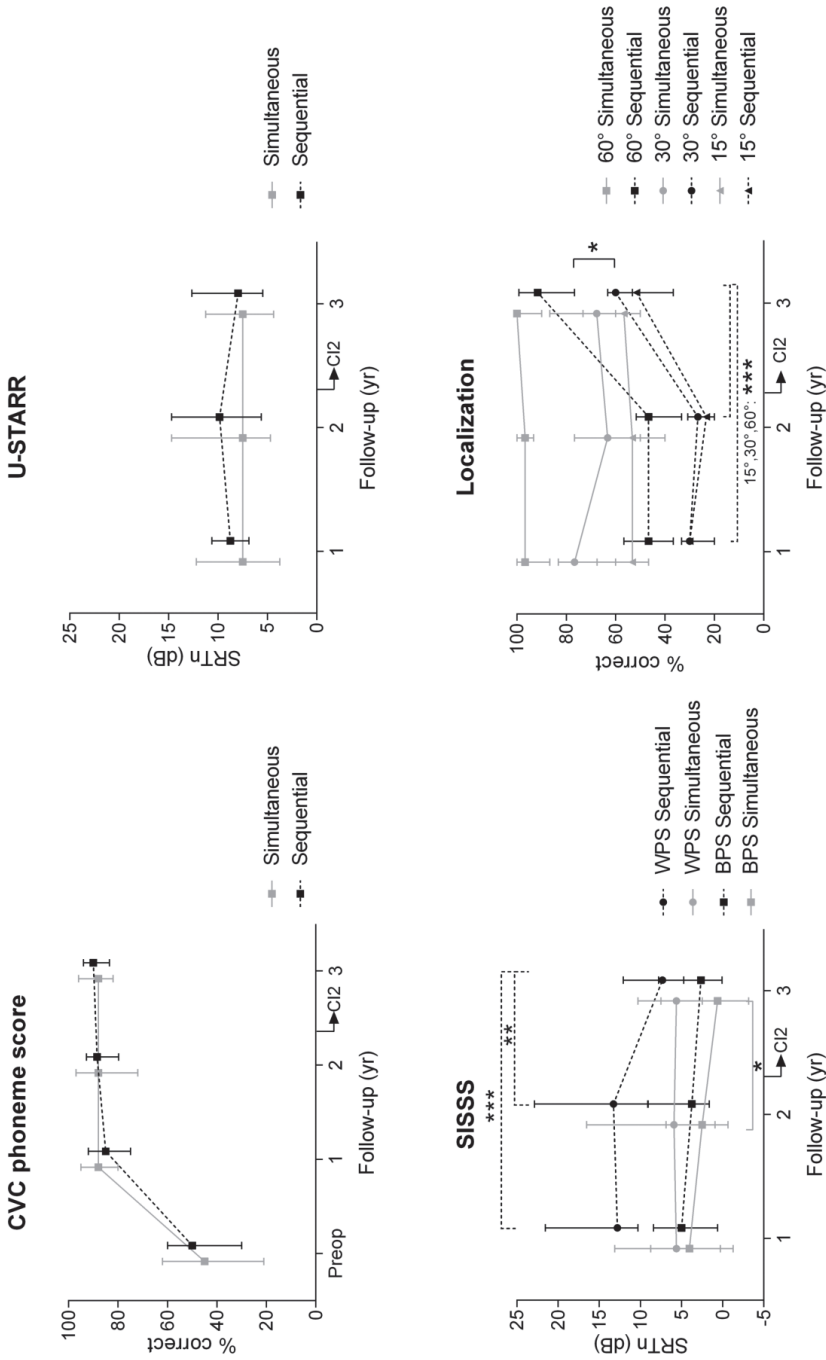 CVC phoneme score
% correct
100
80
60
40
20
0
Preop
1
2
3
CI2
Follow-up (yr)
Simultaneous
Sequential
U-STARR
SRTn (dB)
25
20
15
10
5
0
1
2
3
CI2
Follow-up (yr)
Simultaneous
Sequential
SISSS
SRTn (dB)
25
20
15
10
5
0
-5
***
**
*
1
2
3
CI2
Follow-up (yr)
WPS Sequential
WPS Simultaneous
BPS Sequential
BPS Simultaneous
Localization
% correct
100
80
60
40
20
0
*
15°,30°,60°: ***
1
2
3
CI2
Follow-up (yr)
60° Simultaneous
60° Sequential
30° Simultaneous
30° Sequential
15° Simultaneous
15° Sequential